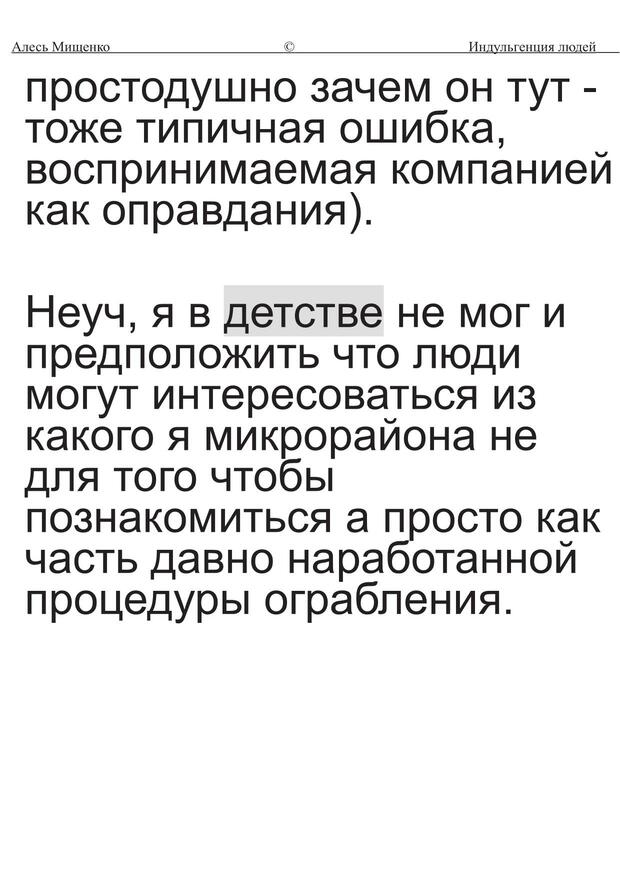 Алесь Мищенко © Индульгенция людей
простодушно зачем он тут -
тоже типичная ошибка,
воспринимаемая компанией
как оправдания).
Неуч, я в детстве не мог и
предположить что люди
могут интересоваться из
какого я микрорайона не
для того чтобы
познакомиться а просто как
часть давно наработанной
процедуры ограбления.